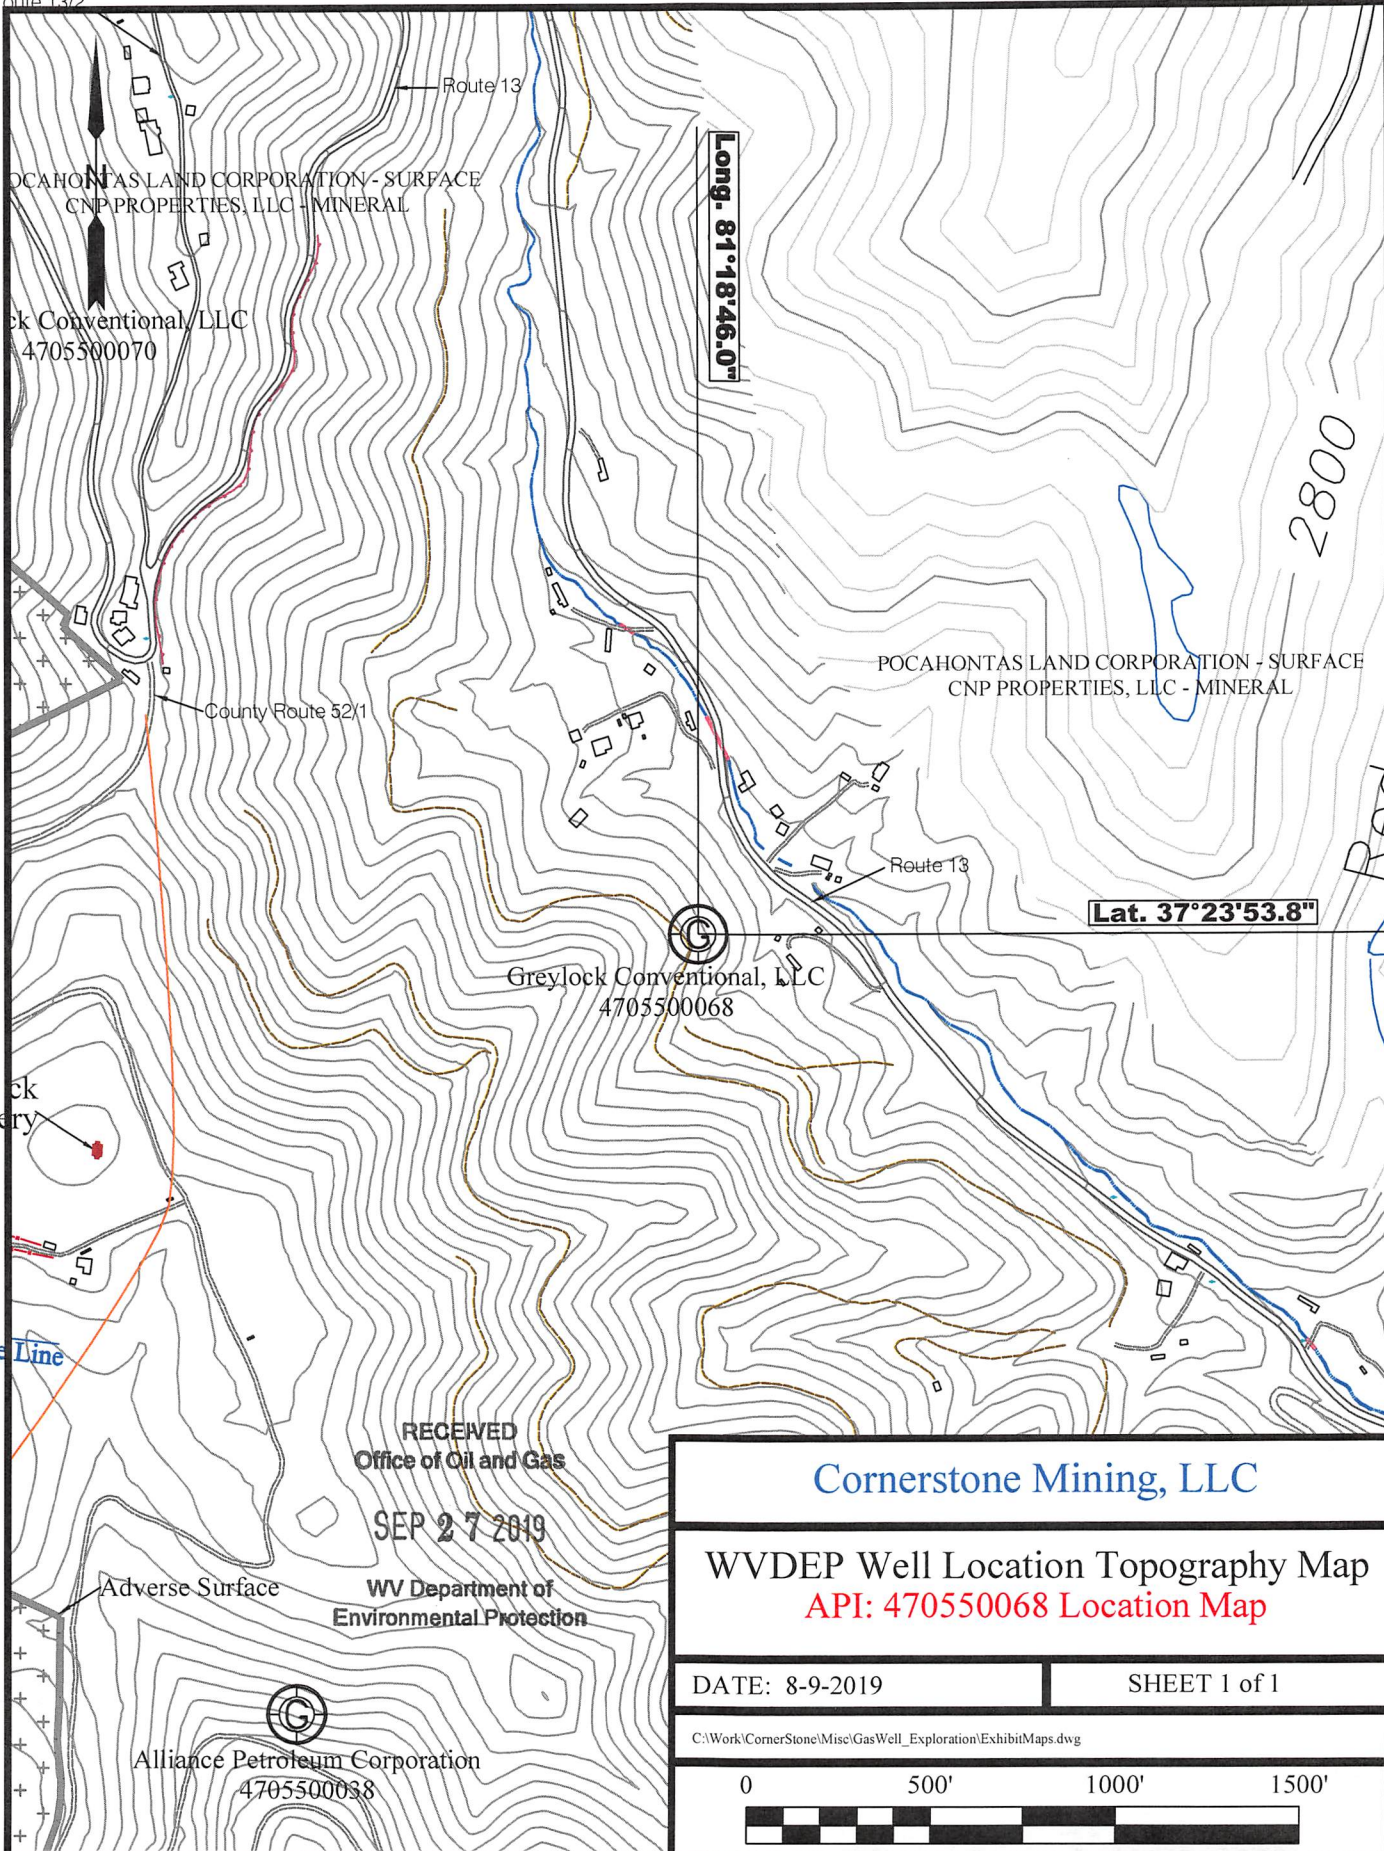 Route 13
N
OCAHONTAS LAND CORPORATION - SURFACE
CNP PROPERTIES, LLC - MINERAL
Long. 81°18'46.0"
ck Conventional, LLC
4705500070
2800
POCAHONTAS LAND CORPORATION - SURFACE
CNP PROPERTIES, LLC - MINERAL
County Route 52/1
Route 13
Lat. 37°23'53.8"
G
Greylock Conventional, LLC
4705500068
ck
ery
e Line
RECEIVED
Office of Oil and Gas
SEP 27 2019
WV Department of
Environmental Protection
Adverse Surface
G
Alliance Petroleum Corporation
4705500038
Cornerstone Mining, LLC
WVDEP Well Location Topography Map
API: 470550068 Location Map
DATE: 8-9-2019
SHEET 1 of 1
C:\Work\CornerStone\Misc\GasWell_Exploration\ExhibitMaps.dwg
0 500' 1000' 1500'